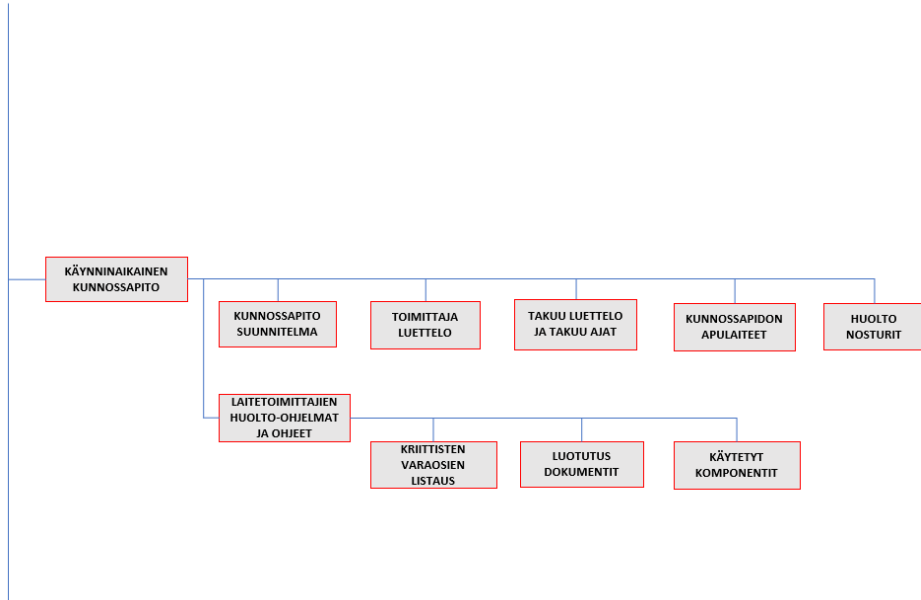 KÄYNNINAIKAINEN
KUNNOSSAPITO
KUNNOSSAPITO
SUUNNITELMA
TOIMITTAJA
LUETTELO
TAKUU LUETTELO
JA TAKUU AJAT
KUNNOSSAPIDON
APULAITEET
HUOLTO
NOSTURIT
LAITETOIMITTAJIEN
HUOLTO-OHJELMAT
JA OHJEET
KRIITTISTEN
VARAOSIEN
LISTAUS
LUOTUTUS
DOKUMENTIT
KÄYTETYT
KOMPONENTIT